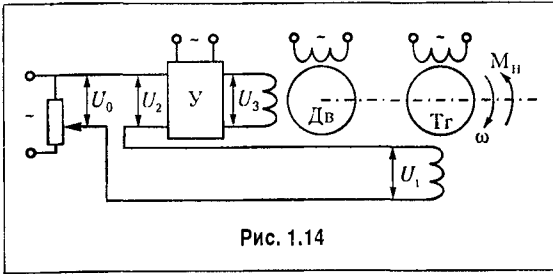 ~ ~ ~
~ U₀ U₂ У U₃ Дв Тг Mн
ω
U₁
Рис. 1.14